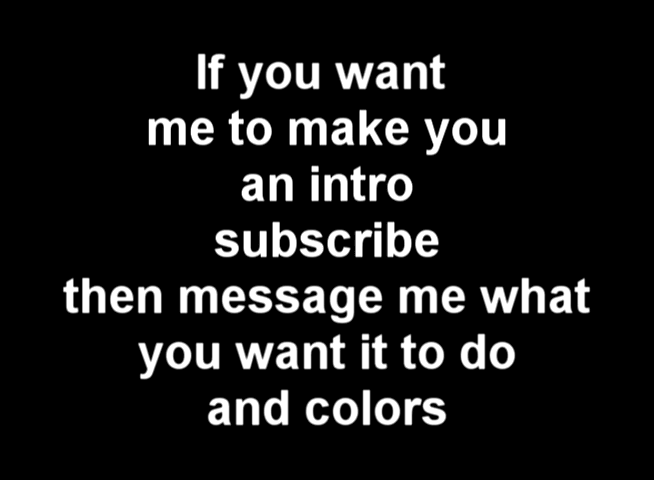 If you want
me to make you
an intro
subscribe
then message me what
you want it to do
and colors